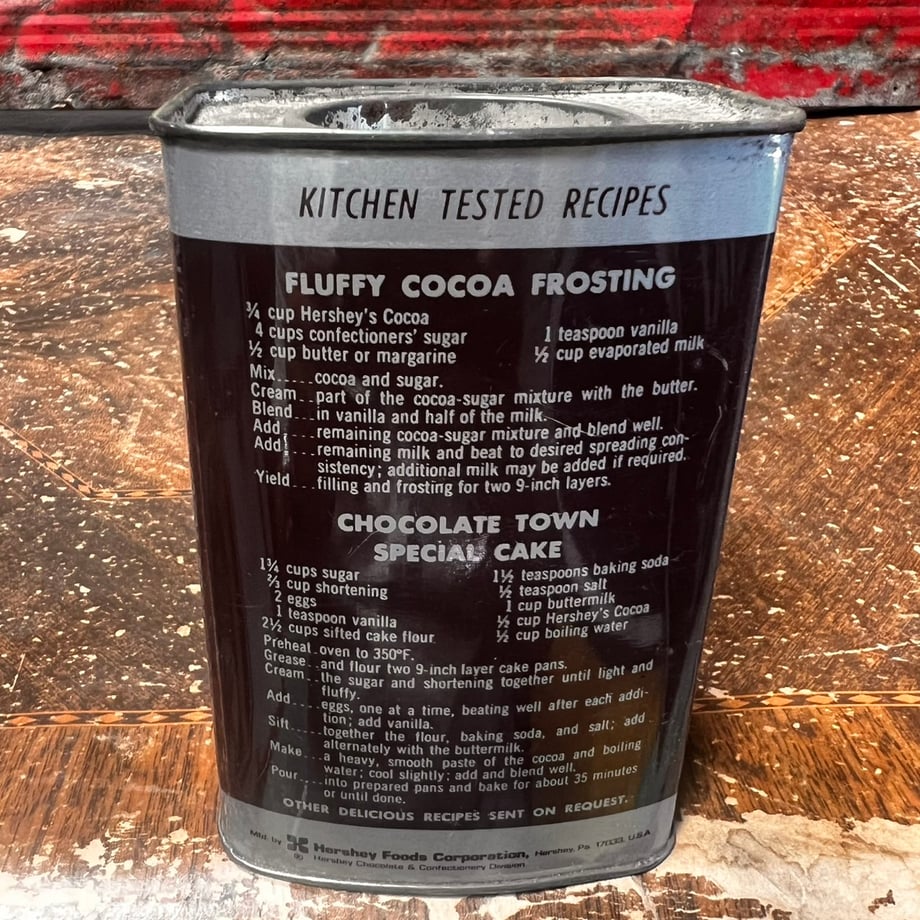 KITCHEN TESTED RECIPES
FLUFFY COCOA FROSTING
¾ cup Hershey's Cocoa
4 cups confectioners' sugar
½ cup butter or margarine
1 teaspoon vanilla
½ cup evaporated milk
Mix.....cocoa and sugar.
Cream...part of the cocoa-sugar mixture with the butter.
Blend...in vanilla and half of the milk.
Add.....remaining cocoa-sugar mixture and blend well.
Add.....remaining milk and beat to desired spreading con-
sistency; additional milk may be added if required.
Yield...filling and frosting for two 9-inch layers.
CHOCOLATE TOWN
SPECIAL CAKE
1¾ cups sugar
⅔ cup shortening
2 eggs
1 teaspoon vanilla
2½ cups sifted cake flour
1½ teaspoons baking soda
½ teaspoon salt
1 cup buttermilk
½ cup Hershey's Cocoa
½ cup boiling water
Preheat..oven to 350°F.
Grease...and flour two 9-inch layer cake pans.
Cream....the sugar and shortening together until light and
fluffy.
Add.....eggs, one at a time, beating well after each addi-
tion; add vanilla.
Sift.....together the flour, baking soda, and salt; add
alternately with the buttermilk.
Make....a heavy, smooth paste of the cocoa and boiling
water; cool slightly; add and blend well.
Pour....into prepared pans and bake for about 35 minutes
or until done.
OTHER DELICIOUS RECIPES SENT ON REQUEST.
Mfd. by Hershey Foods Corporation, Hershey, Pa. 17033, U.S.A.
® Hershey Chocolate & Confectionery Division